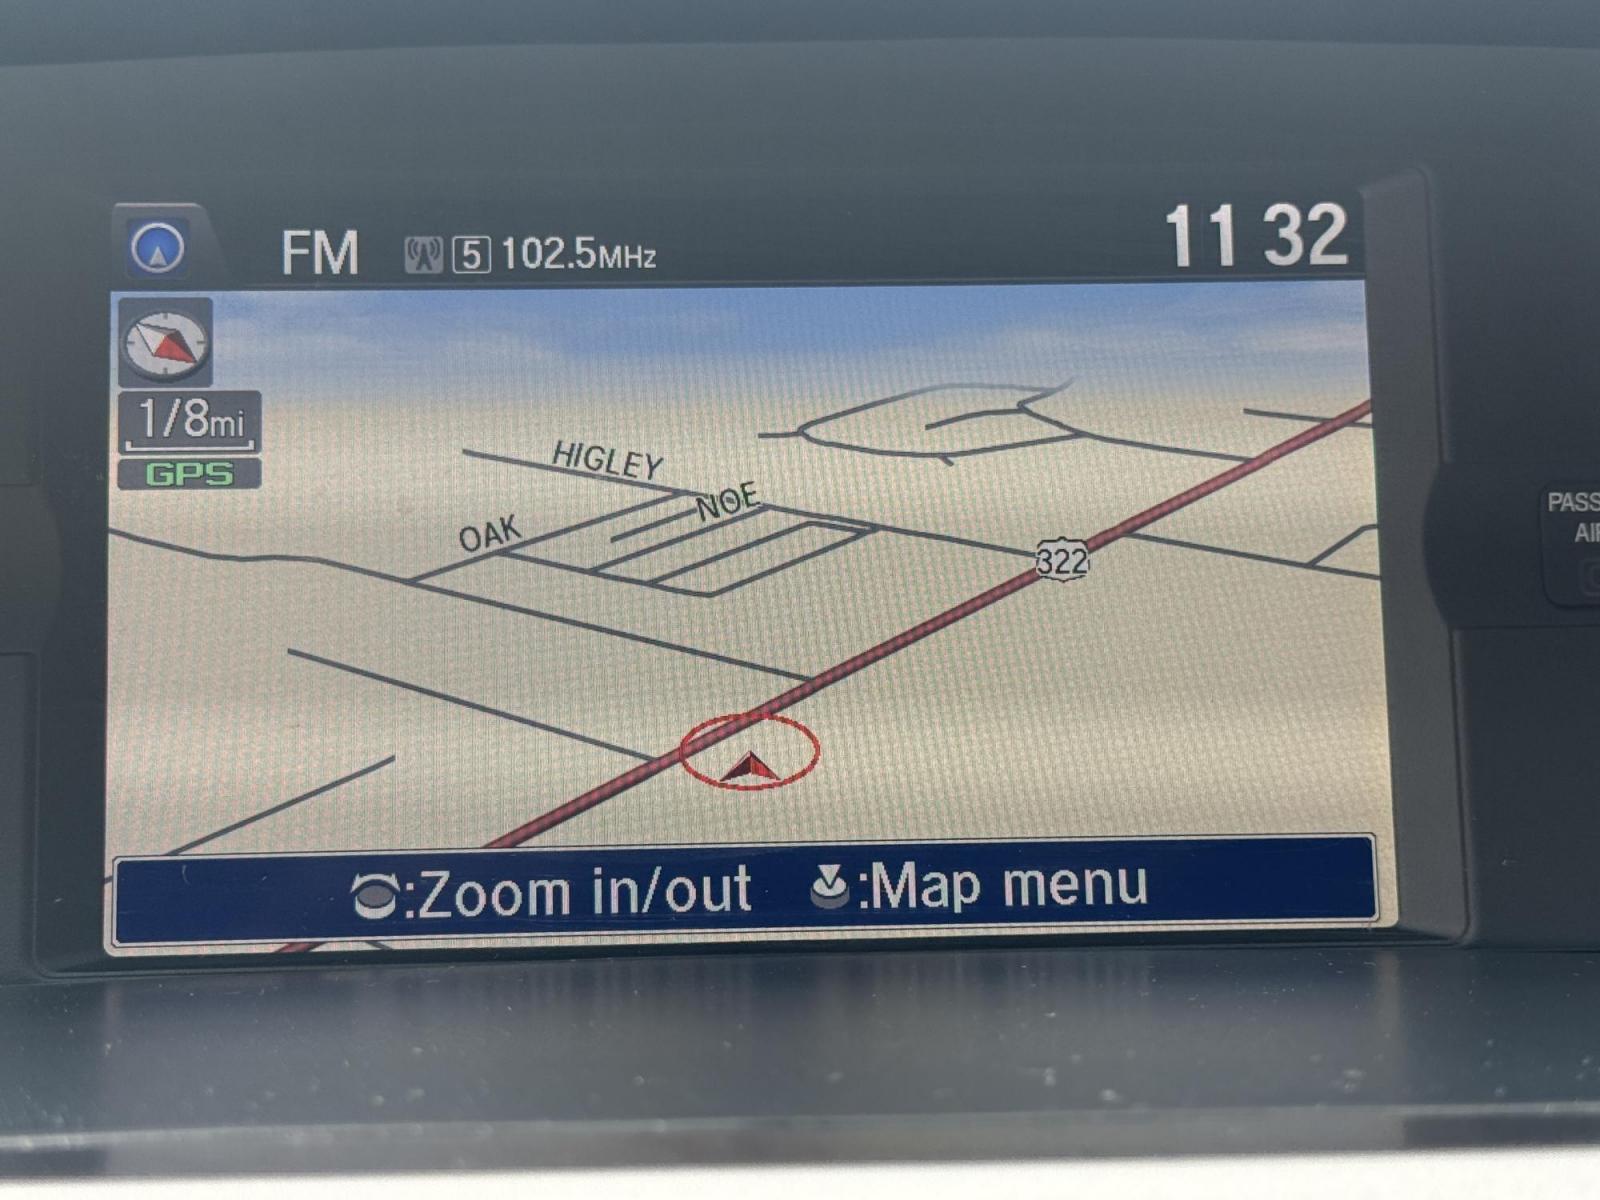 FM 5 102.5MHz 11 32
1/8mi
GPS
HIGLEY
NOE
OAK
322
PASS
AI
:Zoom in/out :Map menu